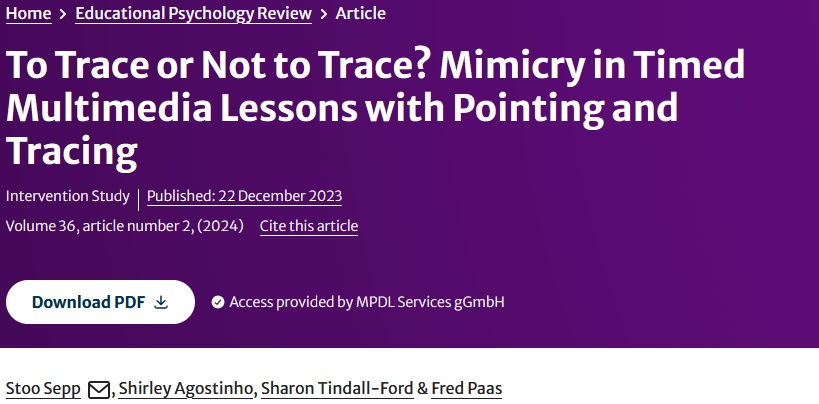 Home > Educational Psychology Review > Article
To Trace or Not to Trace? Mimicry in Timed
Multimedia Lessons with Pointing and
Tracing
Intervention Study | Published: 22 December 2023
Volume 36, article number 2, (2024) Cite this article
Download PDF
Access provided by MPDL Services gGmbH
Stoo Sepp, Shirley Agostinho, Sharon Tindall-Ford & Fred Paas